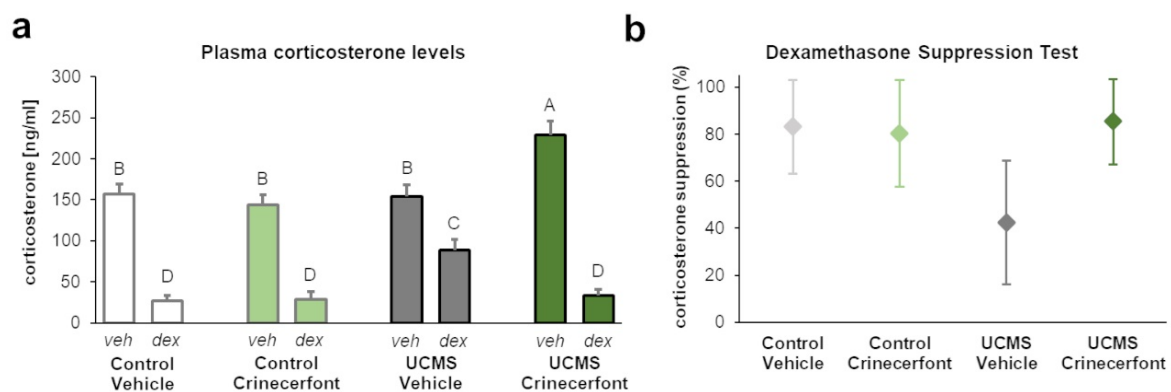 a
Plasma corticosterone levels
corticosterone [ng/ml]
300
250
200
150
100
50
0
B
D
B
D
B
C
A
D
veh dex veh dex veh dex veh dex
Control Control UCMS UCMS
Vehicle Crinecerfont Vehicle Crinecerfont
b
Dexamethasone Suppression Test
corticosterone suppression (%)
100
80
60
40
20
0
Control Control UCMS UCMS
Vehicle Crinecerfont Vehicle Crinecerfont